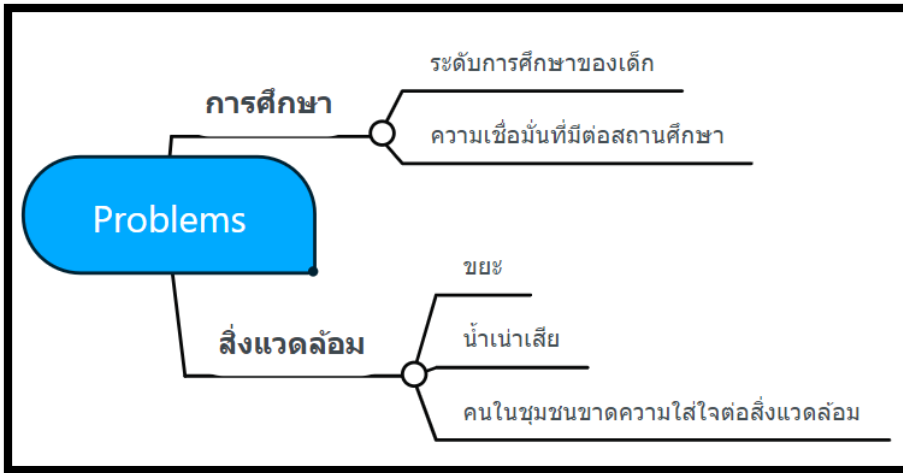 ระดับการศึกษาของเด็ก
การศึกษา
ความเชื่อมั่นที่มีต่อสถานศึกษา
Problems
ขยะ
สิ่งแวดล้อม
น้ำเน่าเสีย
คนในชุมชนขาดความใส่ใจต่อสิ่งแวดล้อม